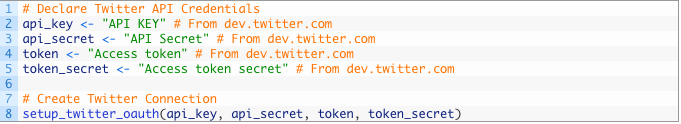 1 # Declare Twitter API Credentials
2 api_key <- "API KEY" # From dev.twitter.com
3 api_secret <- "API Secret" # From dev.twitter.com
4 token <- "Access token" # From dev.twitter.com
5 token_secret <- "Access token secret" # From dev.twitter.com
6
7 # Create Twitter Connection
8 setup_twitter_oauth(api_key, api_secret, token, token_secret)